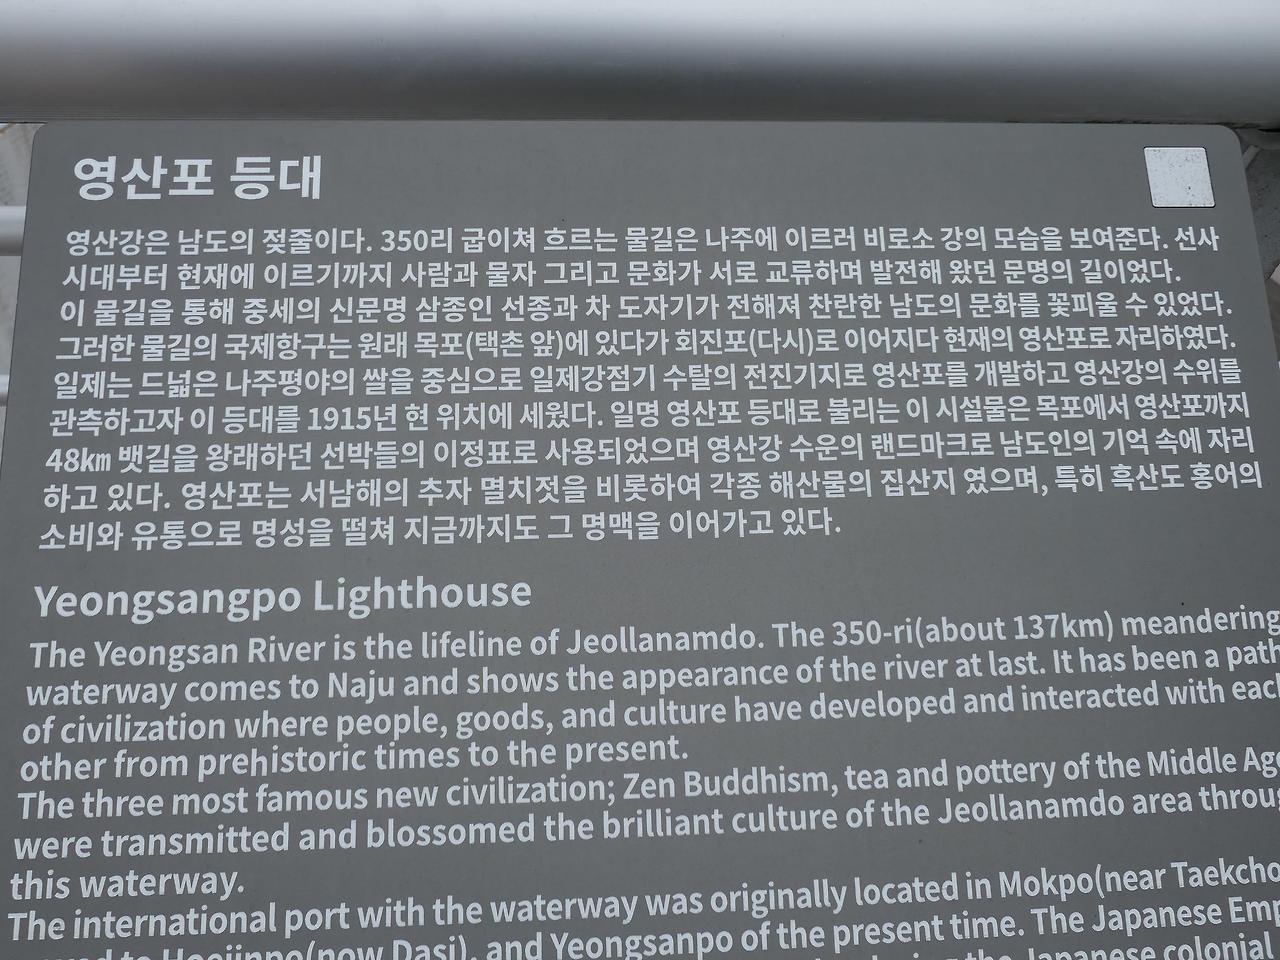 영산포 등대
영산강은 남도의 젖줄이다. 350리 굽이쳐 흐르는 물길은 나주에 이르러 비로소 강의 모습을 보여준다. 선사
시대부터 현재에 이르기까지 사람과 물자 그리고 문화가 서로 교류하며 발전해 왔던 문명의 길이었다.
이 물길을 통해 중세의 신문명 삼종인 선종과 차 도자기가 전해져 찬란한 남도의 문화를 꽃피울 수 있었다.
그러한 물길의 국제항구는 원래 목포(택촌 앞)에 있다가 회진포(다시)로 이어지다 현재의 영산포로 자리하였다.
일제는 드넓은 나주평야의 쌀을 중심으로 일제강점기 수탈의 전진기지로 영산포를 개발하고 영산강의 수위를
관측하고자 이 등대를 1915년 현 위치에 세웠다. 일명 영산포 등대로 불리는 이 시설물은 목포에서 영산포까지
48㎞ 뱃길을 왕래하던 선박들의 이정표로 사용되었으며 영산강 수운의 랜드마크로 남도인의 기억 속에 자리
하고 있다. 영산포는 서남해의 추자 멸치젓을 비롯하여 각종 해산물의 집산지 였으며, 특히 흑산도 홍어의
소비와 유통으로 명성을 떨쳐 지금까지도 그 명맥을 이어가고 있다.
Yeongsangpo Lighthouse
The Yeongsan River is the lifeline of Jeollanamdo. The 350-ri(about 137km) meandering
waterway comes to Naju and shows the appearance of the river at last. It has been a path
of civilization where people, goods, and culture have developed and interacted with each
other from prehistoric times to the present.
The three most famous new civilization; Zen Buddhism, tea and pottery of the Middle Age
were transmitted and blossomed the brilliant culture of the Jeollanamdo area throu
this waterway.
The international port with the waterway was originally located in Mokpo(near Taekcho
to Hoejinpo(now Dasi), and Yeongsanpo of the present time. The Japanese Emp
the Japanese colonial